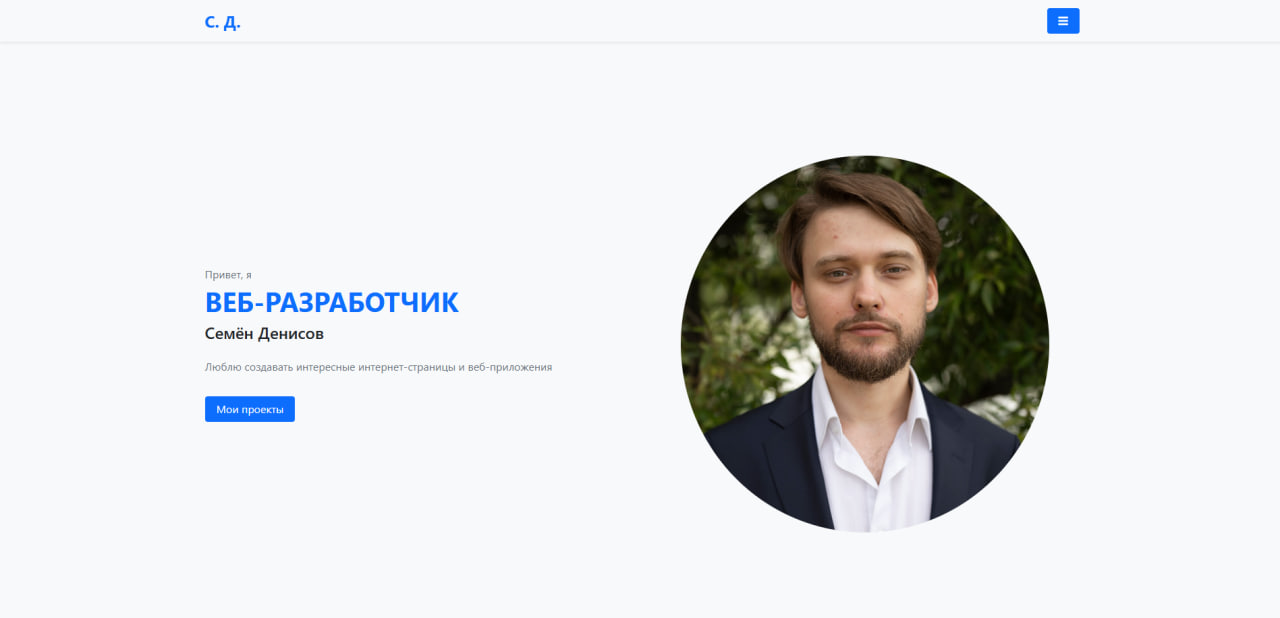 С. Д.
Привет, я
ВЕБ-РАЗРАБОТЧИК
Семён Денисов
Люблю создавать интересные интернет-страницы и веб-приложения
Мои проекты